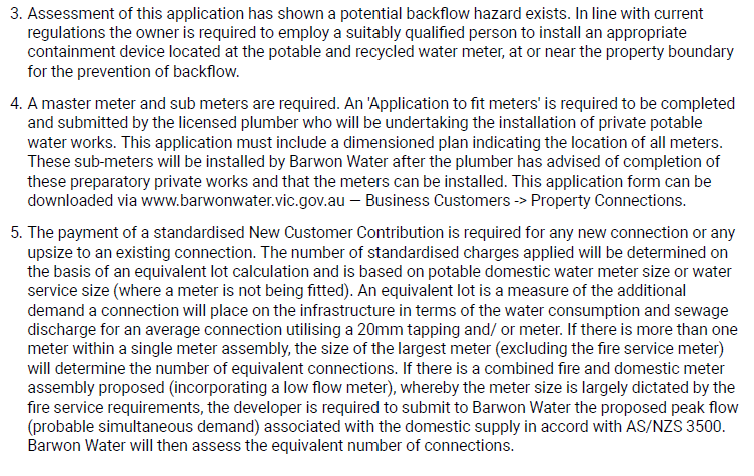 3. Assessment of this application has shown a potential backflow hazard exists. In line with current
regulations the owner is required to employ a suitably qualified person to install an appropriate
containment device located at the potable and recycled water meter, at or near the property boundary
for the prevention of backflow.
4. A master meter and sub meters are required. An 'Application to fit meters' is required to be completed
and submitted by the licensed plumber who will be undertaking the installation of private potable
water works. This application must include a dimensioned plan indicating the location of all meters.
These sub-meters will be installed by Barwon Water after the plumber has advised of completion of
these preparatory private works and that the meters can be installed. This application form can be
downloaded via www.barwonwater.vic.gov.au — Business Customers -> Property Connections.
5. The payment of a standardised New Customer Contribution is required for any new connection or any
upsize to an existing connection. The number of standardised charges applied will be determined on
the basis of an equivalent lot calculation and is based on potable domestic water meter size or water
service size (where a meter is not being fitted). An equivalent lot is a measure of the additional
demand a connection will place on the infrastructure in terms of the water consumption and sewage
discharge for an average connection utilising a 20mm tapping and/ or meter. If there is more than one
meter within a single meter assembly, the size of the largest meter (excluding the fire service meter)
will determine the number of equivalent connections. If there is a combined fire and domestic meter
assembly proposed (incorporating a low flow meter), whereby the meter size is largely dictated by the
fire service requirements, the developer is required to submit to Barwon Water the proposed peak flow
(probable simultaneous demand) associated with the domestic supply in accord with AS/NZS 3500.
Barwon Water will then assess the equivalent number of connections.